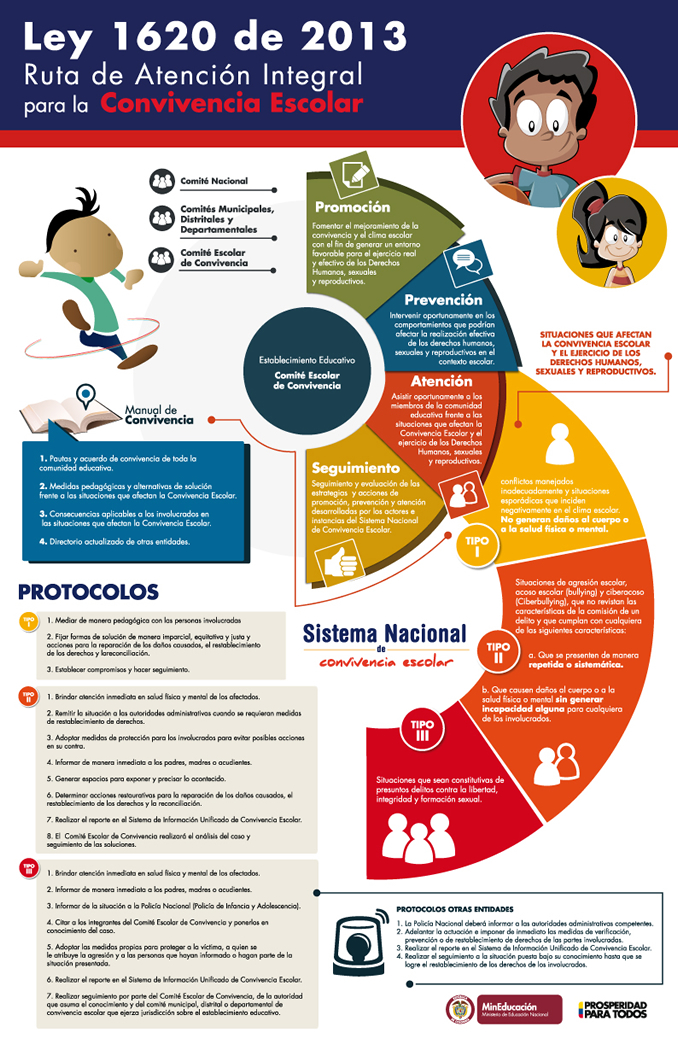 Ley 1620 de 2013
Ruta de Atención Integral
para la Convivencia Escolar
Comité Nacional
Comités Municipales,
Distritales y
Departamentales
Comité Escolar
de Convivencia
Promoción
Fomentar el mejoramiento de la
convivencia y el clima escolar
con el fin de generar un entorno
favorable para el ejercicio real
y efectivo de los Derechos
Humanos, sexuales
y reproductivos.
Prevención
Intervenir oportunamente en los
comportamientos que podrían
afectar la realización efectiva
de los derechos humanos,
sexuales y reproductivos en el
contexto escolar.
Establecimiento Educativo
Comité Escolar
de Convivencia
Atención
Asistir oportunamente a los
miembros de la comunidad
educativa frente a las
situaciones que afectan la
Convivencia Escolar y el
ejercicio de los Derechos
Humanos, sexuales
y reproductivos.
Seguimiento
Seguimiento y evaluación de las
estrategias y acciones de
promoción, prevención y atención
desarrolladas por los actores e
instancias del Sistema Nacional
de Convivencia Escolar.
SITUACIONES QUE AFECTAN
LA CONVIVENCIA ESCOLAR
Y EL EJERCICIO DE LOS
DERECHOS HUMANOS,
SEXUALES Y REPRODUCTIVOS.
Manual de
Convivencia
1. Pautas y acuerdo de convivencia de toda la
comunidad educativa.
2. Medidas pedagógicas y alternativas de solución
frente a las situaciones que afectan la Convivencia Escolar.
3. Consecuencias aplicables a los involucrados en
las situaciones que afectan la Convivencia Escolar.
4. Directorio actualizado de otras entidades.
TIPO
I
conflictos manejados
inadecuadamente y situaciones
esporádicas que inciden
negativamente en el clima escolar.
No generan daños al cuerpo o
a la salud física o mental.
TIPO
II
Situaciones de agresión escolar,
acoso escolar (bullying) y ciberacoso
(Ciberbullying), que no revistan las
características de la comisión de un
delito y que cumplan con cualquiera
de los siguientes características:
a. Que se presenten de manera
repetida o sistemática.
b. Que causen daños al cuerpo o a la
salud física o mental sin generar
incapacidad alguna para cualquiera
de los involucrados.
TIPO
III
Situaciones que sean constitutivas de
presuntos delitos contra la libertad,
integridad y formación sexual.
Sistema Nacional
de
convivencia escolar
PROTOCOLOS
TIPO
I
1. Mediar de manera pedagógica con las personas involucradas
2. Fijar formas de solución de manera imparcial, equitativa y justa y
acciones para la reparación de los daños causados, el restablecimiento
de los derechos y lareconciliación.
3. Establecer compromisos y hacer seguimiento.
TIPO
II
1. Brindar atención inmediata en salud física y mental de los afectados.
2. Remitir la situación a las autoridades administrativas cuando se requieran medidas
de restablecimiento de derechos.
3. Adoptar medidas de protección para los involucrados para evitar posibles acciones
en su contra.
4. Informar de manera inmediata a los padres, madres o acudientes.
5. Generar espacios para exponer y precisar lo acontecido.
6. Determinar acciones restaurativas para la reparación de los daños causados, el
restablecimiento de los derechos y la reconciliación.
7. Realizar el reporte en el Sistema de Información Unificado de Convivencia Escolar.
8. El Comité Escolar de Convivencia realizará el análisis del caso y
seguimiento de las soluciones.
TIPO
III
1. Brindar atención inmediata en salud física y mental de los afectados.
2. Informar de manera inmediata a los padres, madres o acudientes.
3. Informar de la situación a la Policía Nacional (Policía de Infancia y Adolescencia).
4. Citar a los integrantes del Comité Escolar de Convivencia y ponerlos en
conocimiento del caso.
5. Adoptar las medidas propias para proteger a la víctima, a quien se
le atribuye la agresión y a las personas que hayan informado o hagan parte de la
situación presentada.
6. Realizar el reporte en el Sistema de Información Unificado de Convivencia Escolar.
7. Realizar seguimiento por parte del Comité Escolar de Convivencia, de la autoridad
que asuma el conocimiento y del comité municipal, distrital o departamental de
convivencia escolar que ejerza jurisdicción sobre el establecimiento educativo.
PROTOCOLOS OTRAS ENTIDADES
1. La Policía Nacional deberá informar a las autoridades administrativas competentes.
2. Adelantar la actuación e imponer de inmediato las medidas de verificación,
prevención o de restablecimiento de derechos de las partes involucradas.
3. Realizar el reporte en el Sistema de Información Unificado de Convivencia Escolar.
4. Realizar el seguimiento a la situación puesta bajo su conocimiento hasta que se
logre el restablecimiento de los derechos de los involucrados.
MinEducación
Ministerio de Educación Nacional
PROSPERIDAD
PARA TODOS